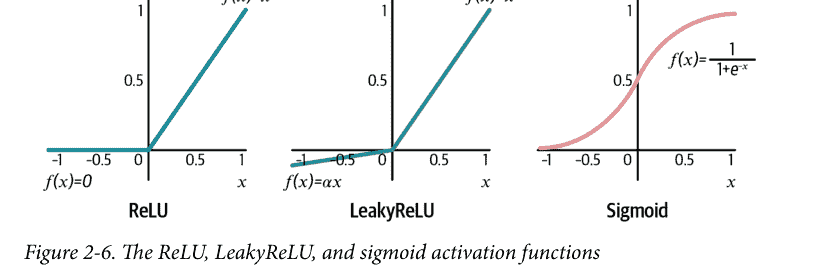 1
0.5
-1 -0.5 0 0.5 1
f(x)=0 x
ReLU
1
0.5
-1 -0.5 0 0.5 1
f(x)=αx x
LeakyReLU
1
f(x)=1/1+e^-x
0.5
-1 -0.5 0 0.5 1
x
Sigmoid
Figure 2-6. The ReLU, LeakyReLU, and sigmoid activation functions